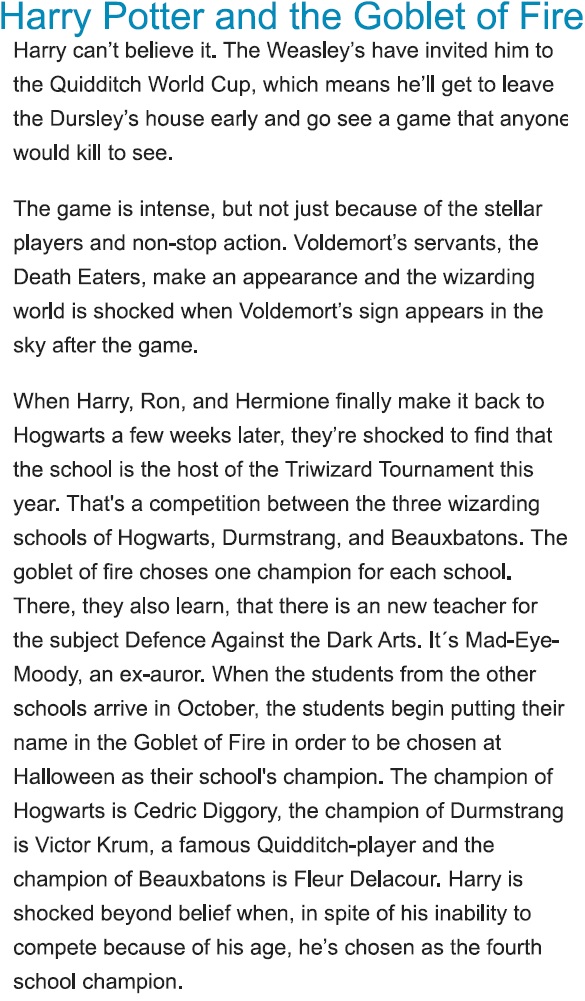 Harry Potter and the Goblet of Fire
Harry can’t believe it. The Weasley’s have invited him to
the Quidditch World Cup, which means he’ll get to leave
the Dursley’s house early and go see a game that anyone
would kill to see.
The game is intense, but not just because of the stellar
players and non-stop action. Voldemort’s servants, the
Death Eaters, make an appearance and the wizarding
world is shocked when Voldemort’s sign appears in the
sky after the game.
When Harry, Ron, and Hermione finally make it back to
Hogwarts a few weeks later, they’re shocked to find that
the school is the host of the Triwizard Tournament this
year. That's a competition between the three wizarding
schools of Hogwarts, Durmstrang, and Beauxbatons. The
goblet of fire choses one champion for each school.
There, they also learn, that there is an new teacher for
the subject Defence Against the Dark Arts. It´s Mad-Eye-
Moody, an ex-auror. When the students from the other
schools arrive in October, the students begin putting their
name in the Goblet of Fire in order to be chosen at
Halloween as their school's champion. The champion of
Hogwarts is Cedric Diggory, the champion of Durmstrang
is Victor Krum, a famous Quidditch-player and the
champion of Beauxbatons is Fleur Delacour. Harry is
shocked beyond belief when, in spite of his inability to
compete because of his age, he’s chosen as the fourth
school champion.